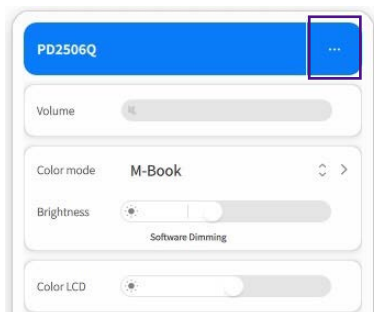 PD2506Q ...
Volume
Color mode M-Book
Brightness
Software Dimming
Color LCD